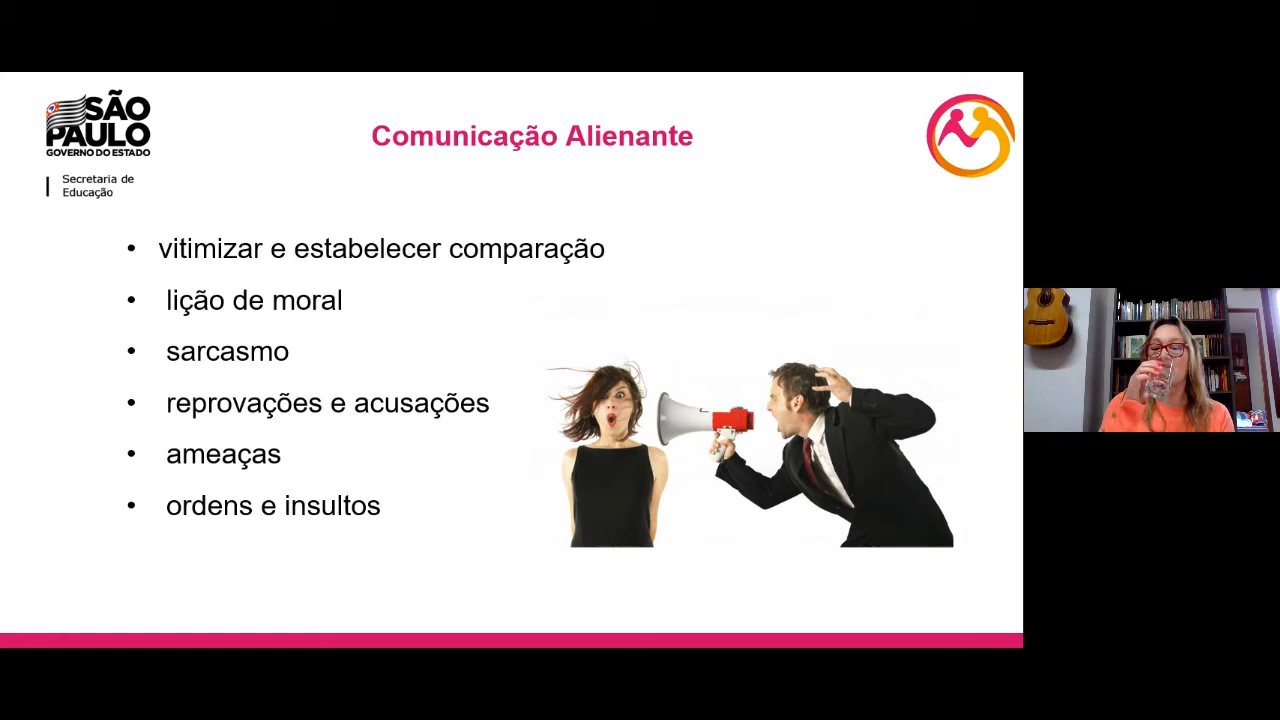 SÃO
PAULO
GOVERNO DO ESTADO
Secretaria de
Educação
Comunicação Alienante
• vitimizar e estabelecer comparação
• lição de moral
• sarcasmo
• reprovações e acusações
• ameaças
• ordens e insultos